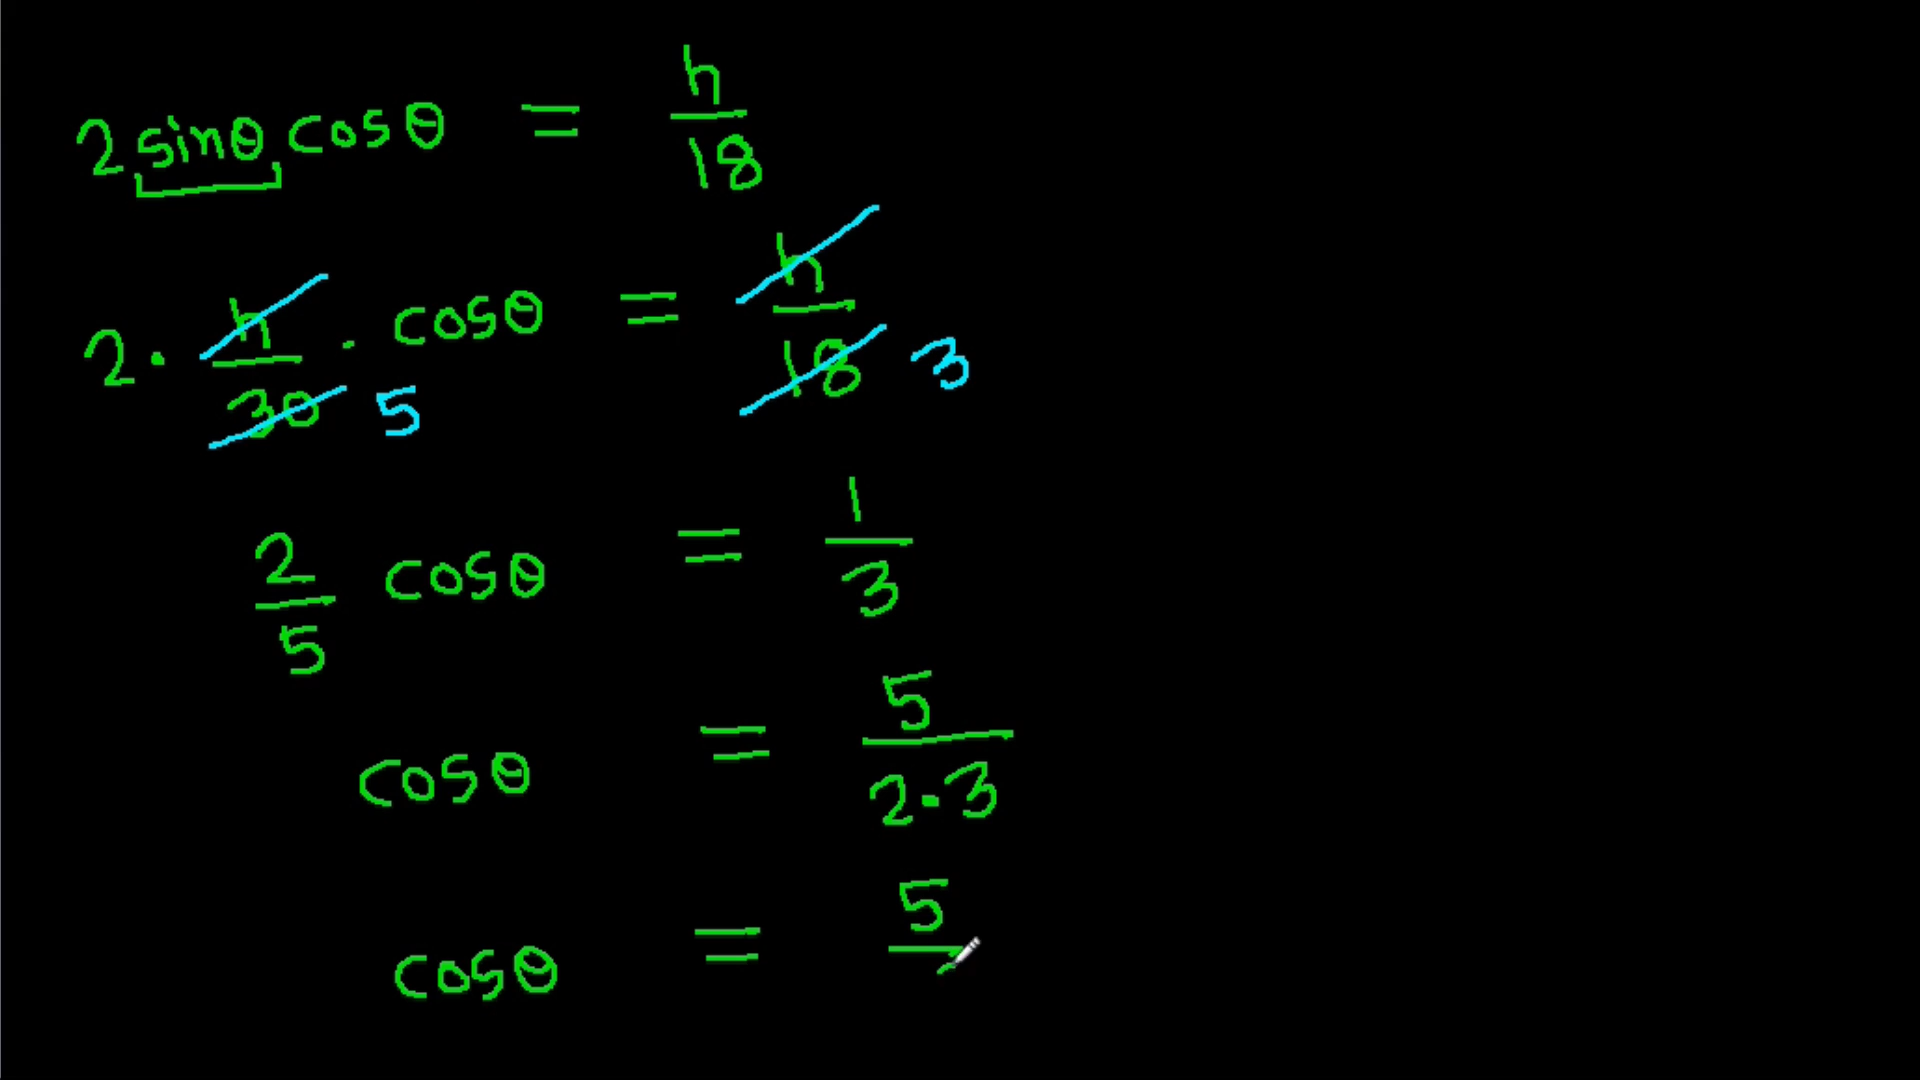 2 sinθ cosθ = h/18
2 · h/30 5 · cosθ = h/18 3
2/5 cosθ = 1/3
cosθ = 5/2·3
cosθ = 5/